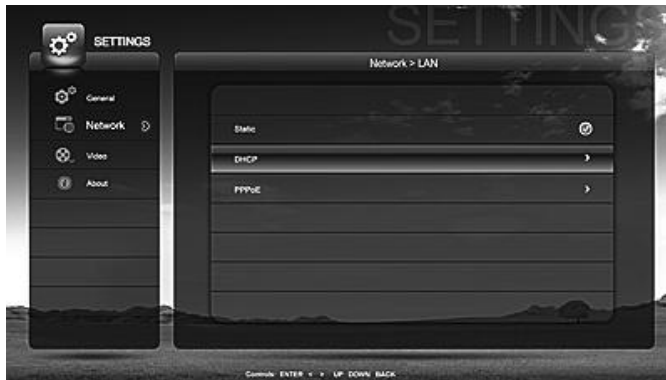 SETTINGS
SETTINGS
Network > LAN
General
Network
Video
About
Static
DHCP
PPPoE
Controls: ENTER < > UP DOWN BACK